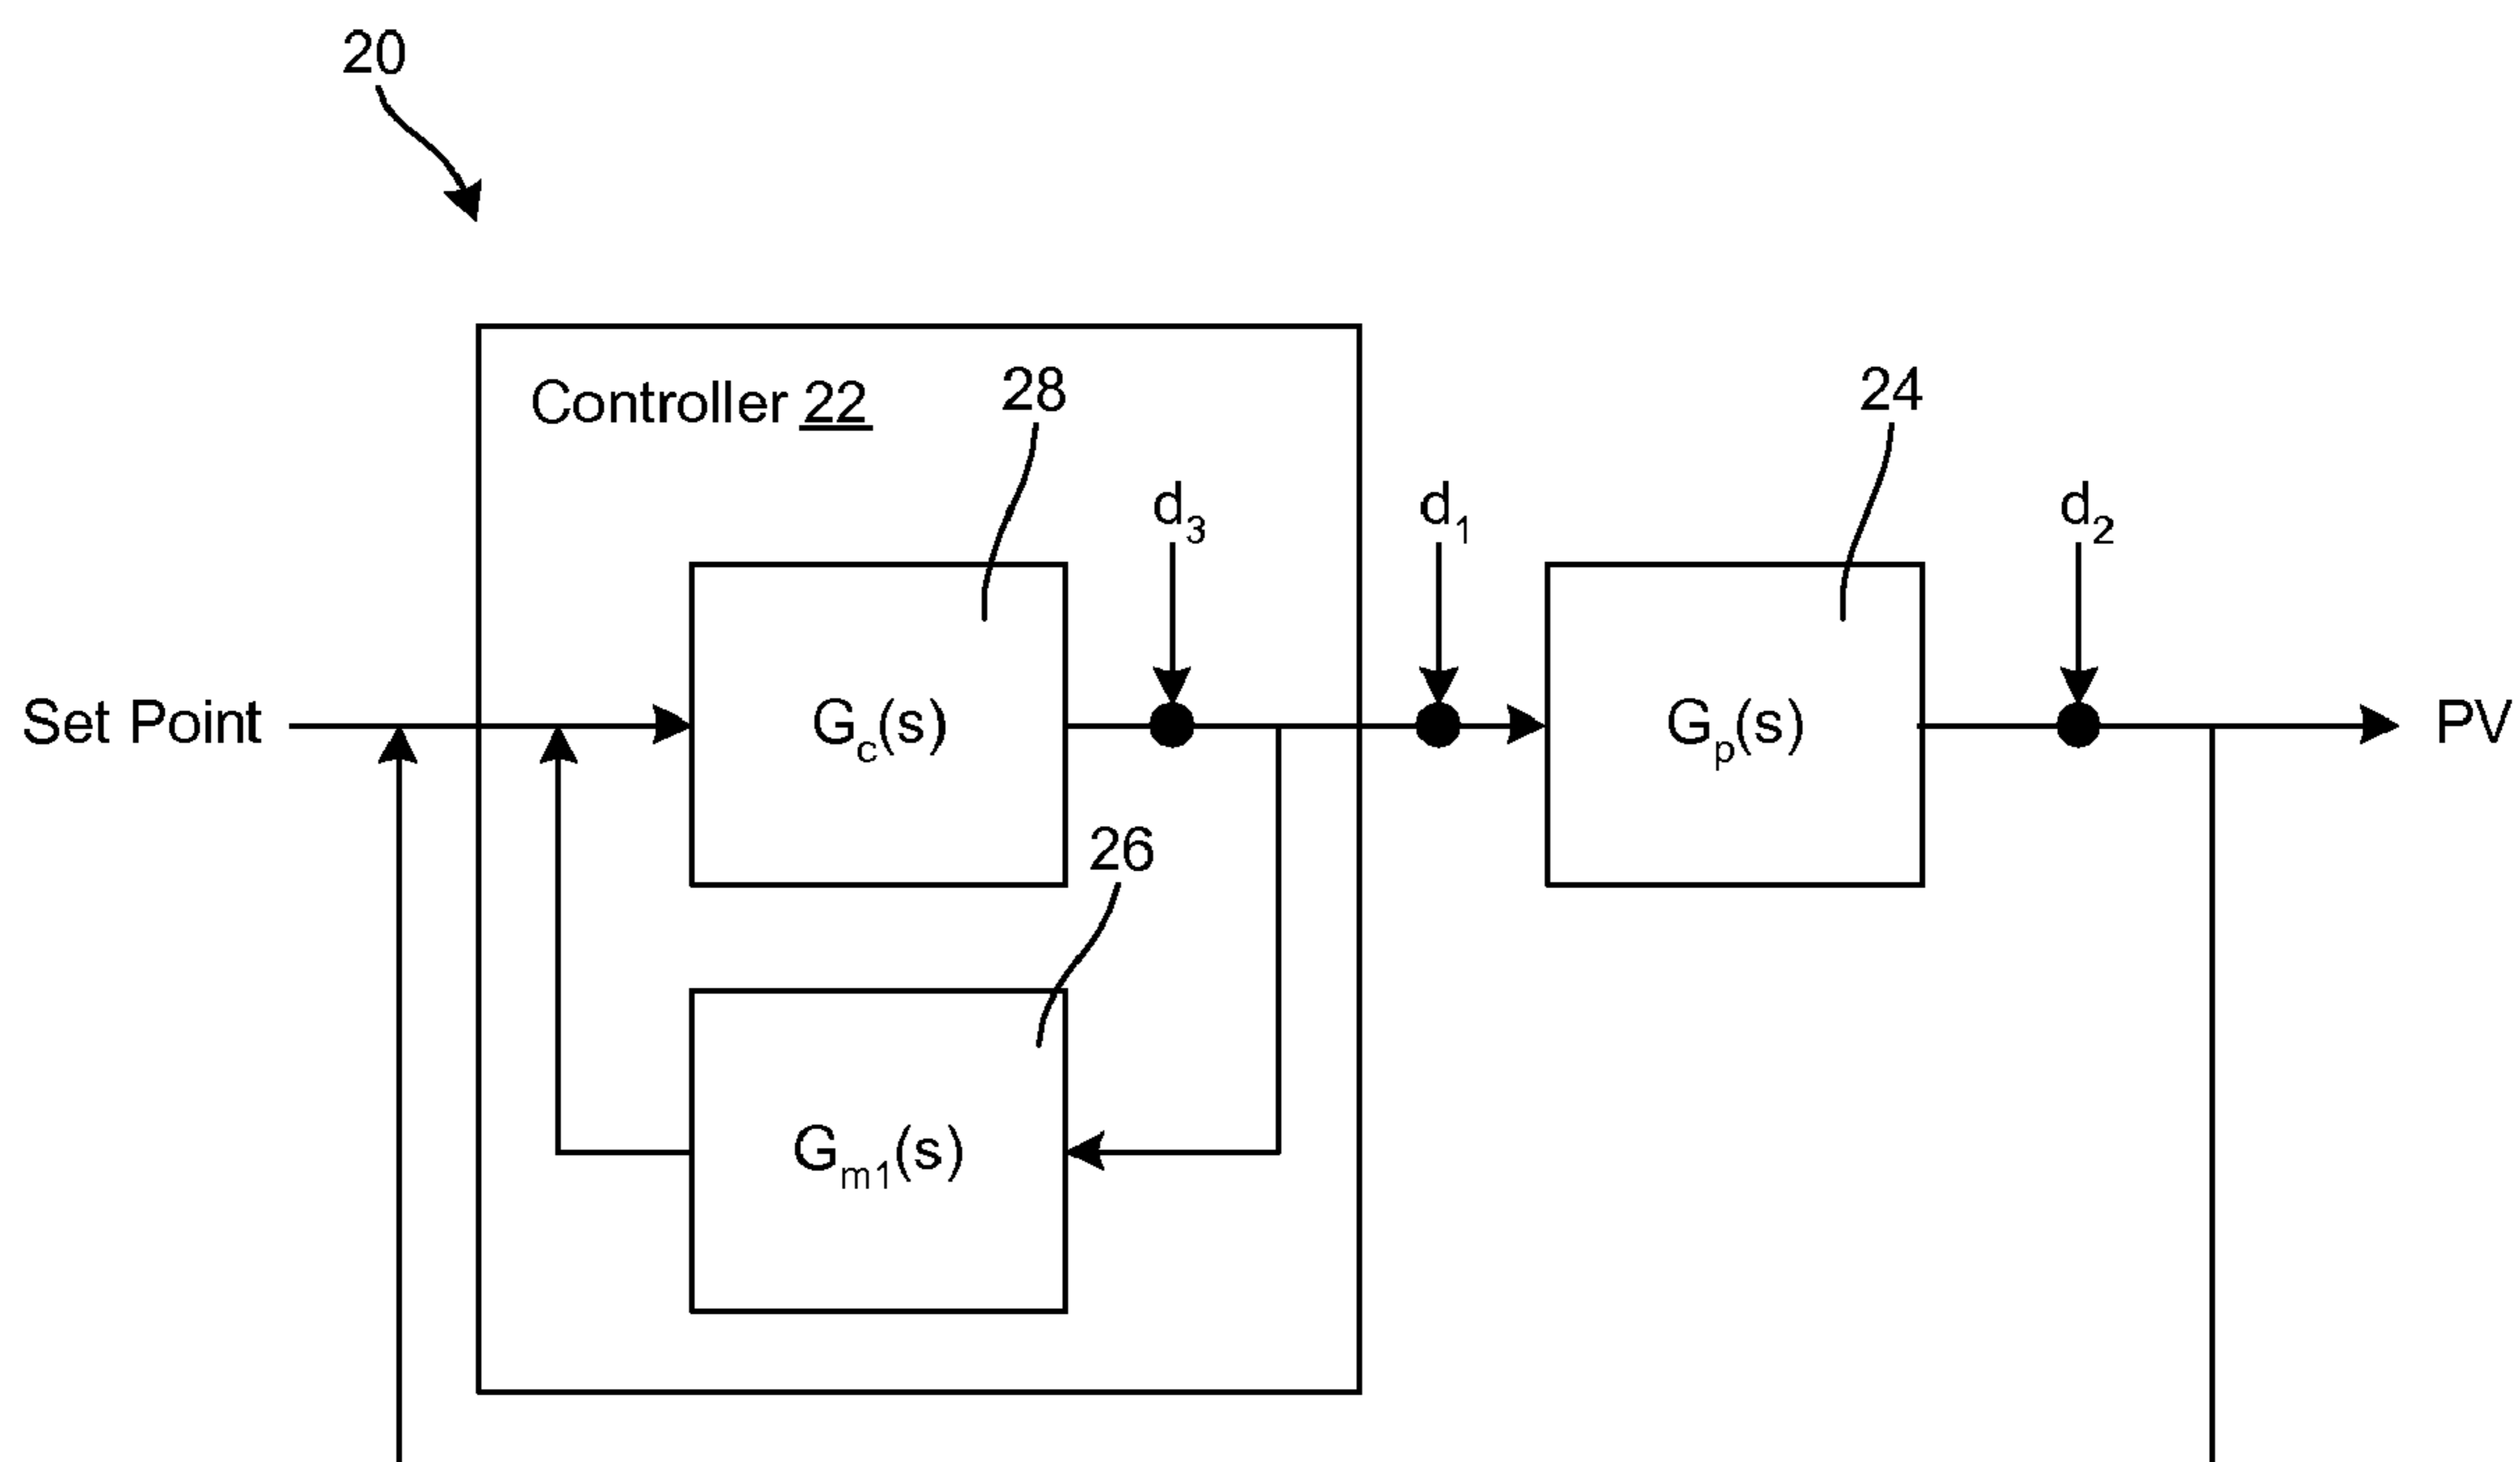 20
Controller 22
28
24
d3
d1
d2
Set Point
Gc(s)
Gp(s)
PV
26
Gm1(s)